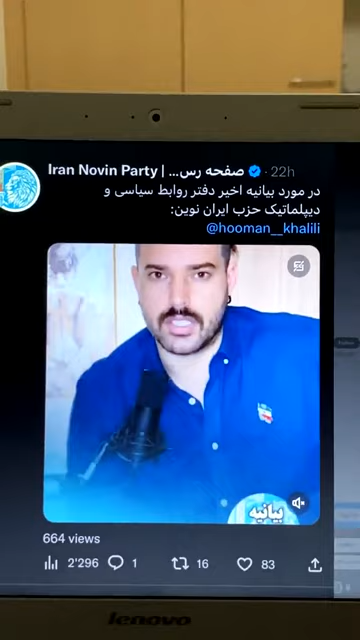 Iran Novin Party | صفحه رس... · 22h
در مورد بیانیه اخیر دفتر روابط سیاسی و
دیپلماتیک حزب ایران نوین:
@hooman__khalili
بیانیه
664 views
2'296 1 16 83
lenovo